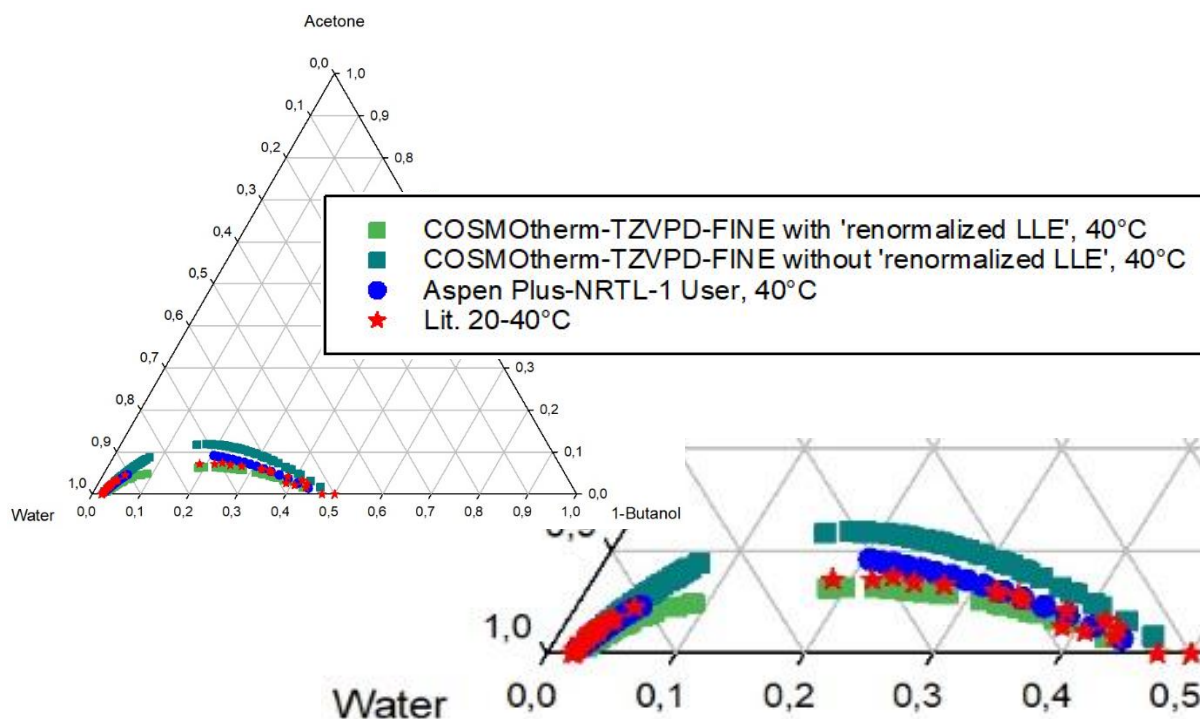 Acetone
0,0 1,0
0,1 0,9
0,2 0,8
0,3
0,4
COSMOtherm-TZVPD-FINE with 'renormalized LLE', 40°C
COSMOtherm-TZVPD-FINE without 'renormalized LLE', 40°C
Aspen Plus-NRTL-1 User, 40°C
Lit. 20-40°C
0,5
0,6
0,7 0,3
0,8 0,2
0,9 0,1
1,0 0,0
Water 0,0 0,1 0,2 0,3 0,4 0,5 0,6 0,7 0,8 0,9 1,0 1-Butanol
1,0
0,0 0,1 0,2 0,3 0,4 0,5
Water